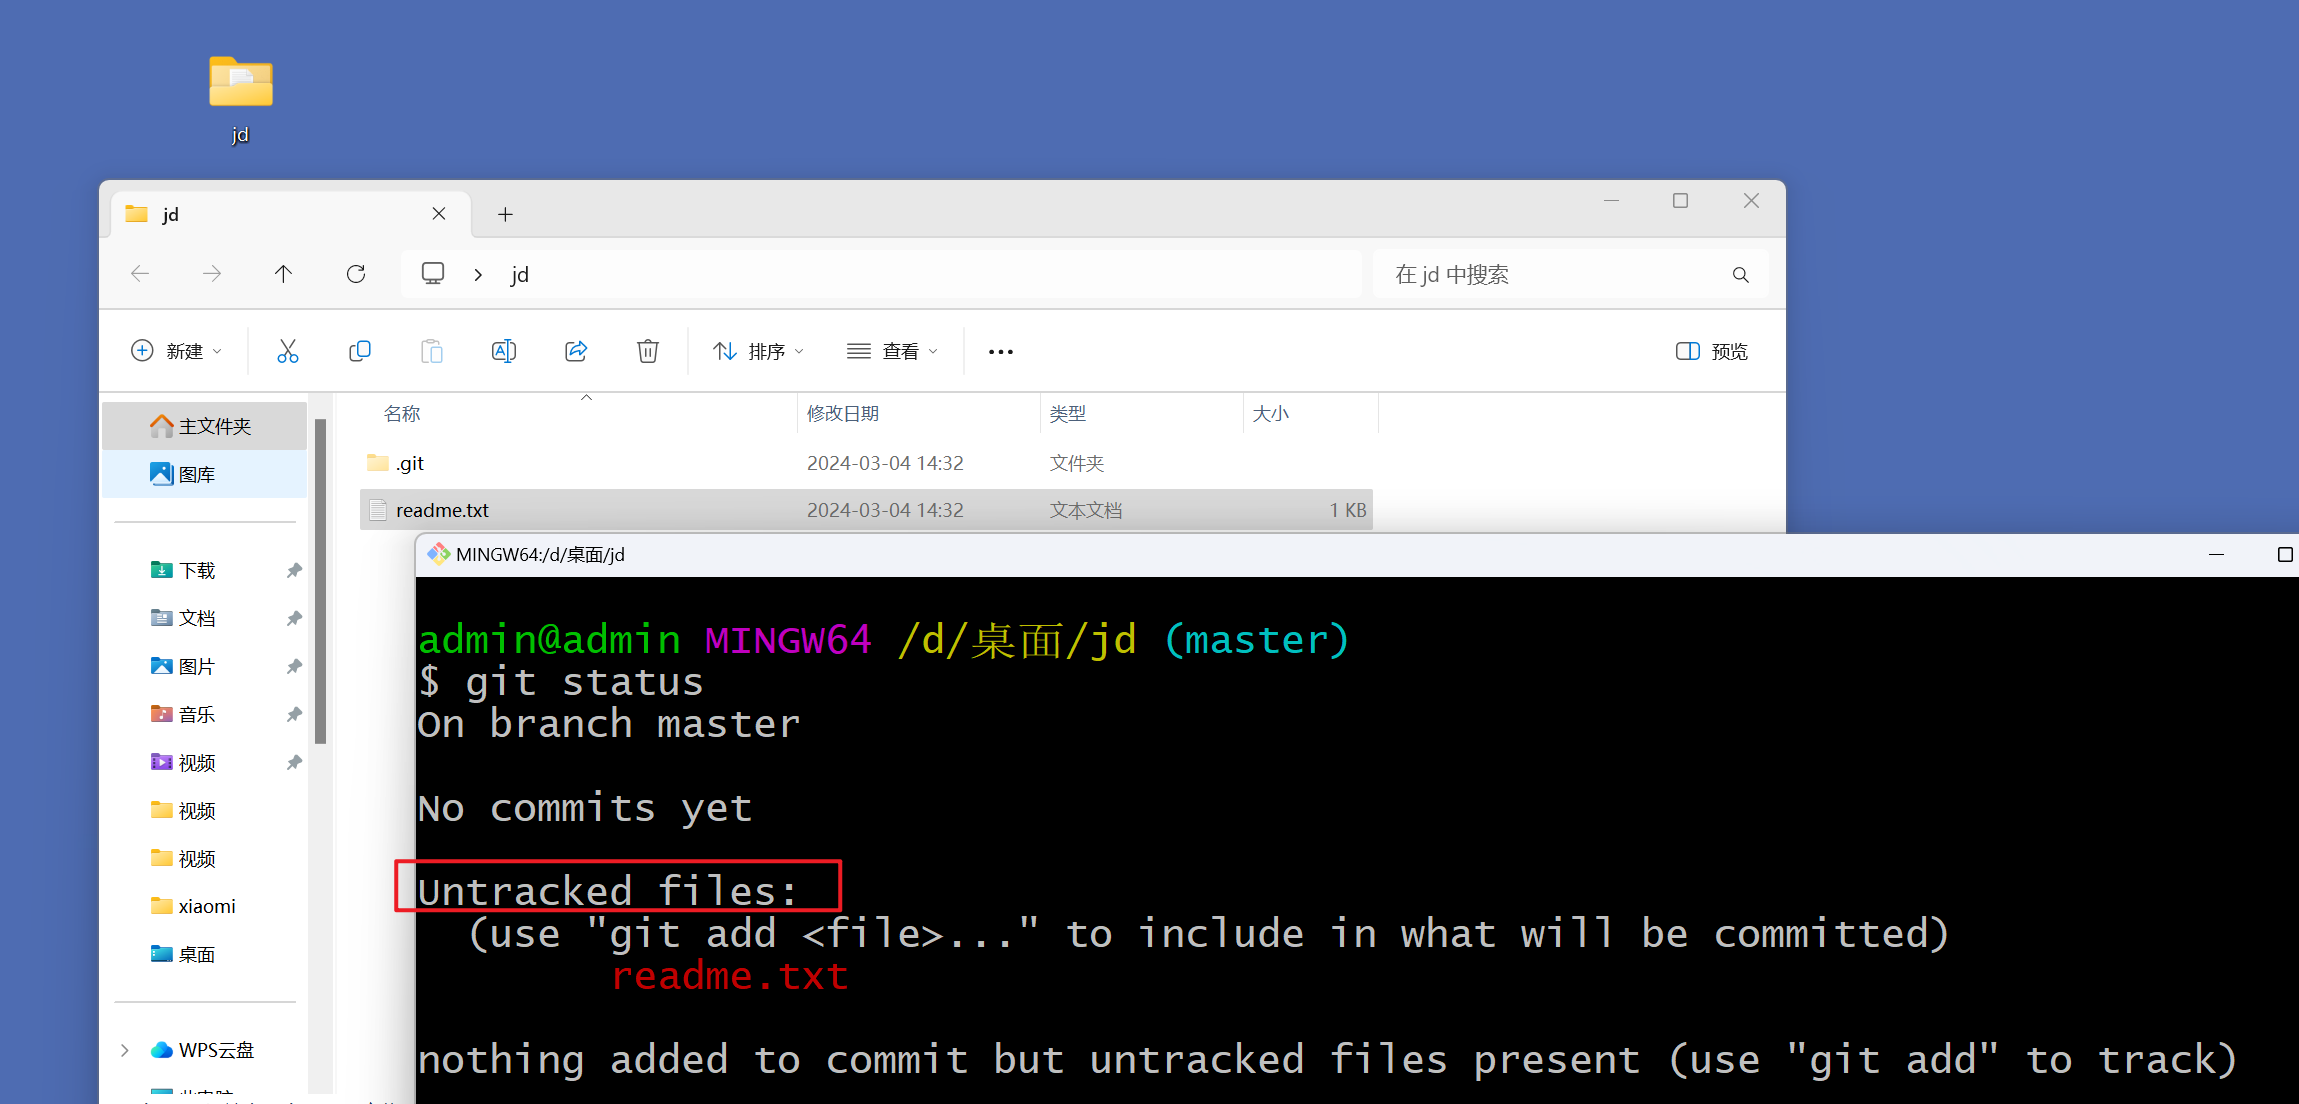 jd
jd
jd
在 jd 中搜索
新建
排序
查看
预览
名称
修改日期
类型
大小
主文件夹
图库
.git
2024-03-04 14:32
文件夹
readme.txt
2024-03-04 14:32
文本文档
1 KB
下载
文档
图片
音乐
视频
视频
视频
xiaomi
桌面
WPS云盘
MINGW64:/d/桌面/jd
admin@admin MINGW64 /d/桌面/jd (master)
$ git status
On branch master
No commits yet
Untracked files:
(use "git add <file>..." to include in what will be committed)
readme.txt
nothing added to commit but untracked files present (use "git add" to track)